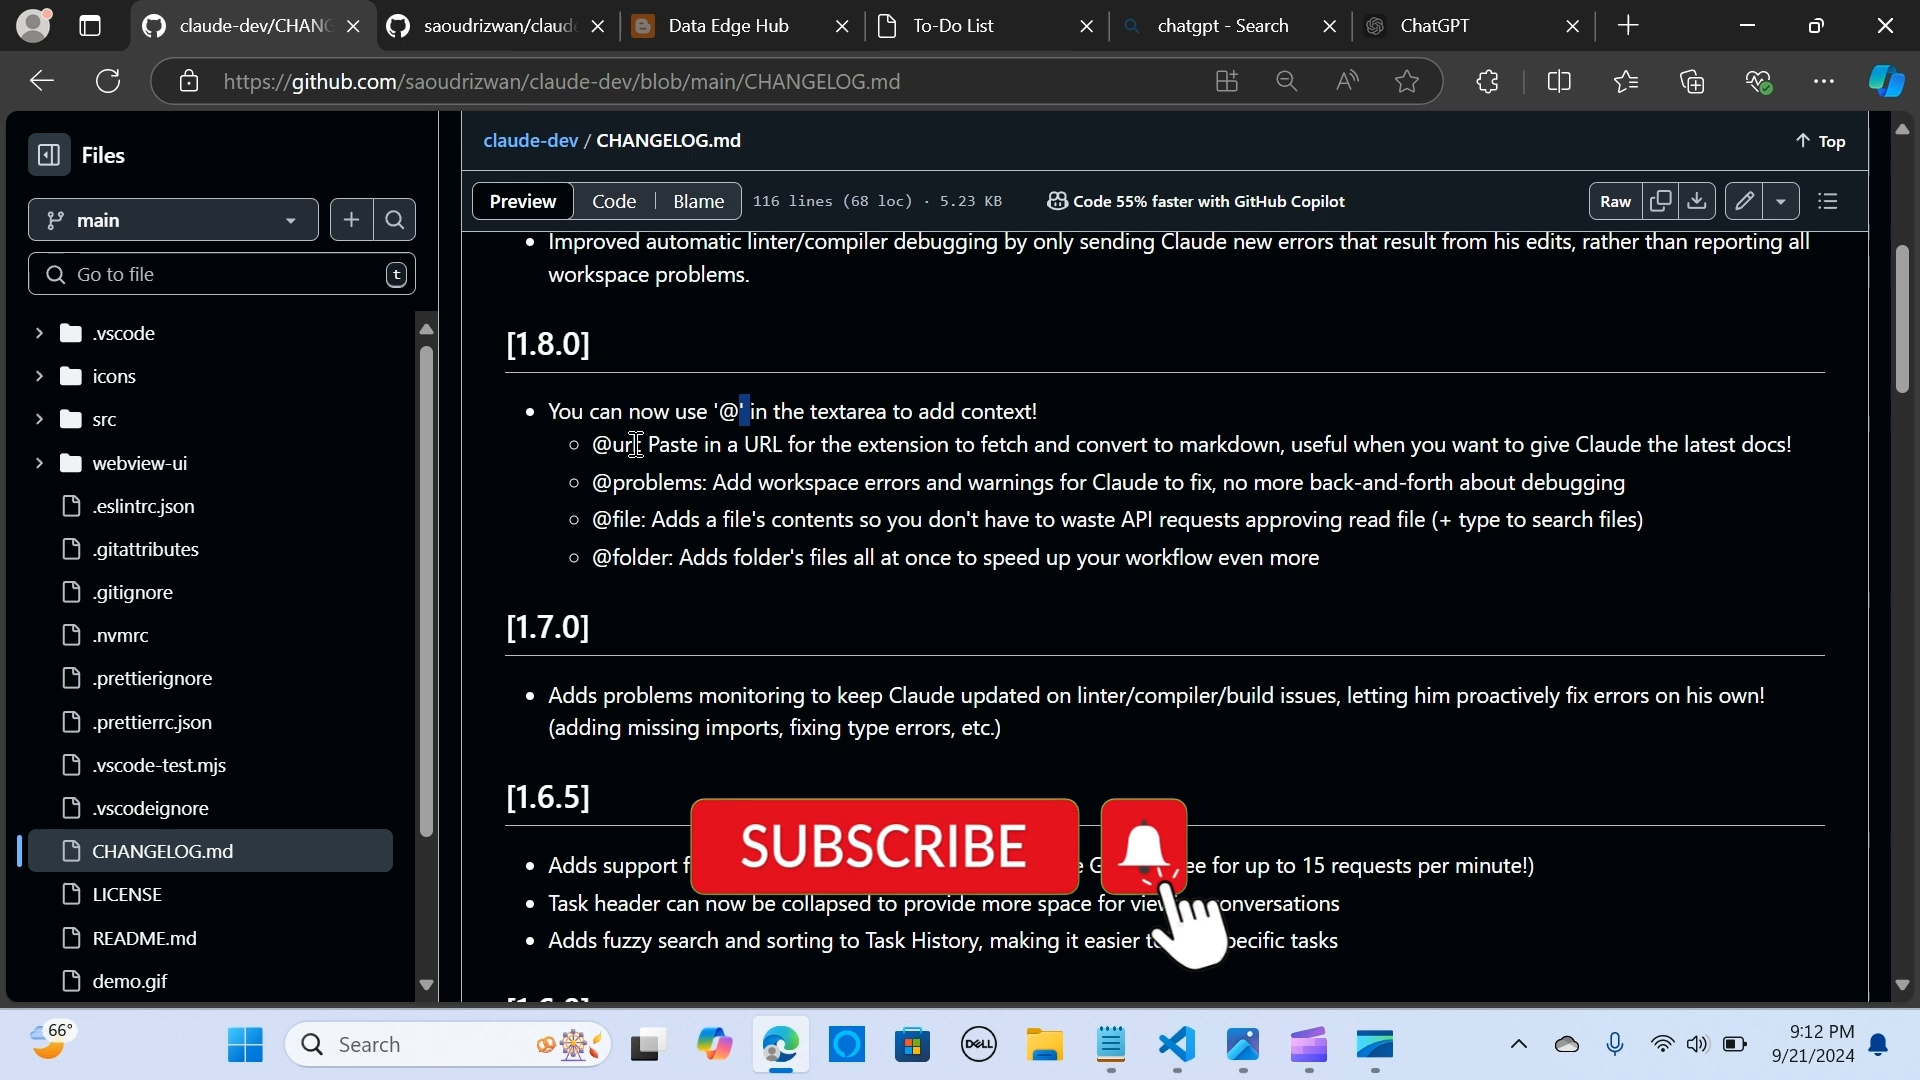 claude-dev/CHANG
saoudrizwan/claude
Data Edge Hub
To-Do List
chatgpt - Search
ChatGPT
https://github.com/saoudrizwan/claude-dev/blob/main/CHANGELOG.md
Files
main
Go to file
t
.vscode
icons
src
webview-ui
.eslintrc.json
.gitattributes
.gitignore
.nvmrc
.prettierignore
.prettierrc.json
.vscode-test.mjs
.vscodeignore
CHANGELOG.md
LICENSE
README.md
demo.gif
claude-dev / CHANGELOG.md
Top
Preview
Code
Blame
116 lines (68 loc) · 5.23 KB
Code 55% faster with GitHub Copilot
Raw
• Improved automatic linter/compiler debugging by only sending Claude new errors that result from his edits, rather than reporting all
workspace problems.
[1.8.0]
• You can now use '@' in the textarea to add context!
@url: Paste in a URL for the extension to fetch and convert to markdown, useful when you want to give Claude the latest docs!
@problems: Add workspace errors and warnings for Claude to fix, no more back-and-forth about debugging
@file: Adds a file's contents so you don't have to waste API requests approving read file (+ type to search files)
@folder: Adds folder's files all at once to speed up your workflow even more
[1.7.0]
• Adds problems monitoring to keep Claude updated on linter/compiler/build issues, letting him proactively fix errors on his own!
(adding missing imports, fixing type errors, etc.)
[1.6.5]
• Adds support for up to 15 requests per minute!)
• Task header can now be collapsed to provide more space for conversations
• Adds fuzzy search and sorting to Task History, making it easier specific tasks
SUBSCRIBE
66°
Search
DELL
9:12 PM
9/21/2024